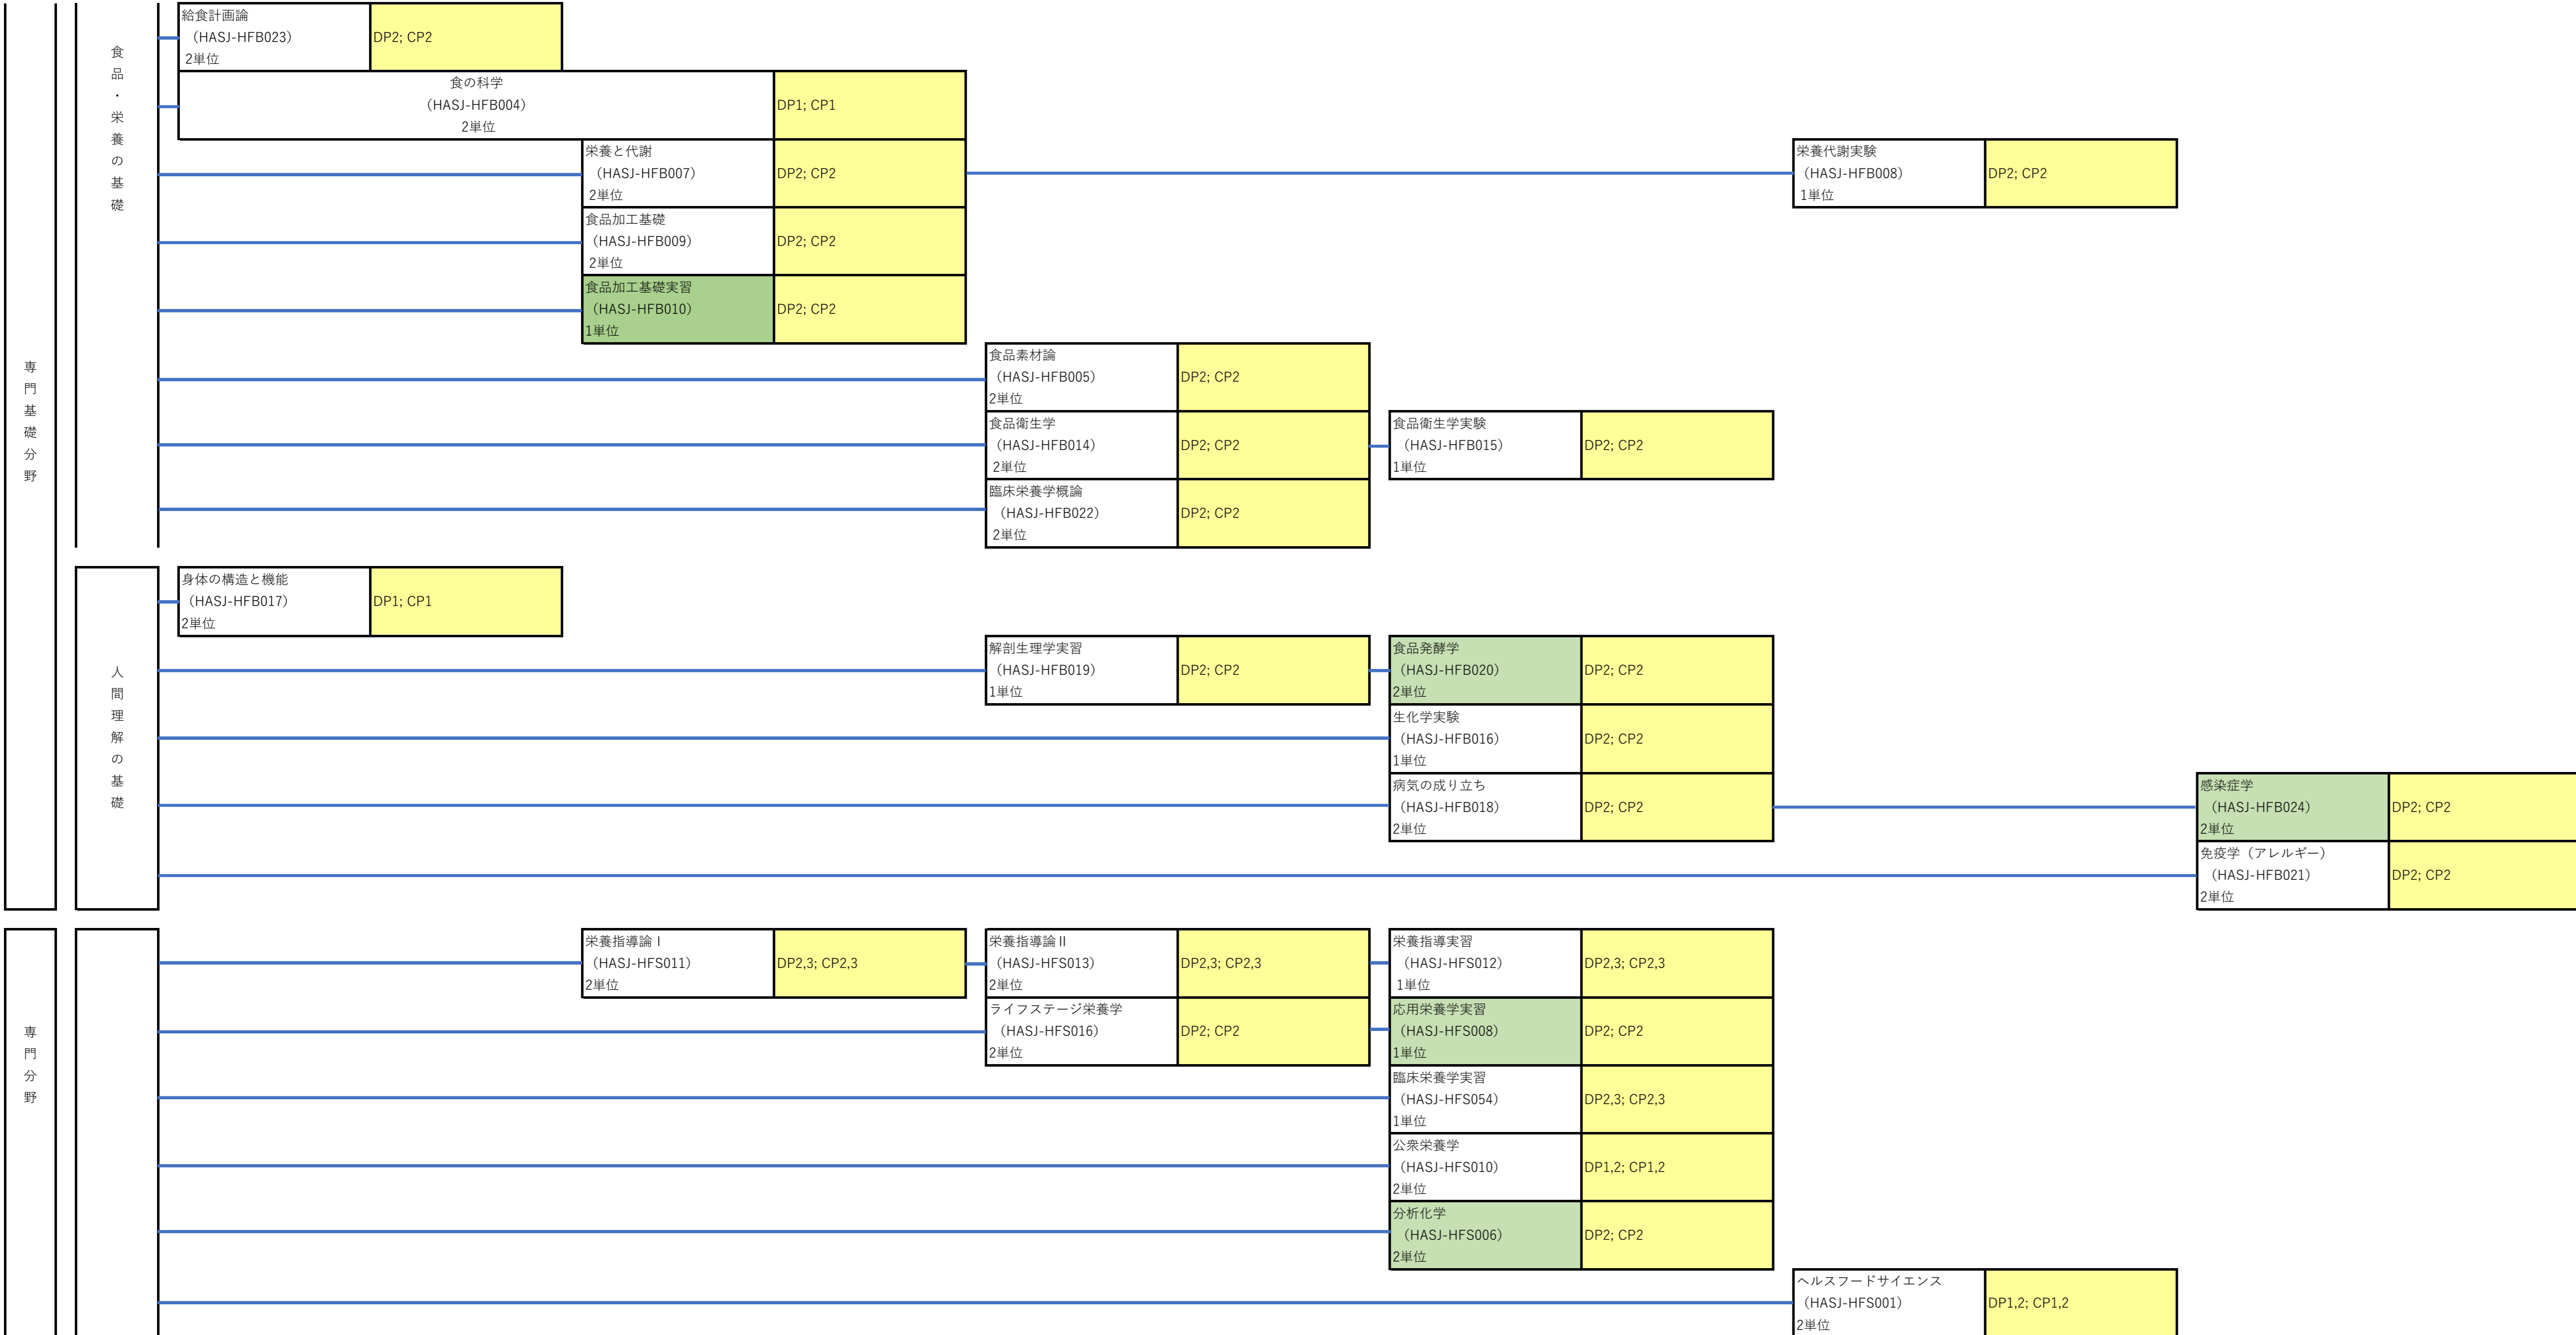 専門基礎分野
食品・栄養の基礎
給食計画論
（HASJ-HFB023）
2単位
DP2; CP2
食の科学
（HASJ-HFB004）
2単位
DP1; CP1
栄養と代謝
（HASJ-HFB007）
2単位
DP2; CP2
栄養代謝実験
（HASJ-HFB008）
1単位
DP2; CP2
食品加工基礎
（HASJ-HFB009）
2単位
DP2; CP2
食品加工基礎実習
（HASJ-HFB010）
1単位
DP2; CP2
食品素材論
（HASJ-HFB005）
2単位
DP2; CP2
食品衛生学
（HASJ-HFB014）
2単位
DP2; CP2
食品衛生学実験
（HASJ-HFB015）
1単位
DP2; CP2
臨床栄養学概論
（HASJ-HFB022）
2単位
DP2; CP2
人間理解の基礎
身体の構造と機能
（HASJ-HFB017）
2単位
DP1; CP1
解剖生理学実習
（HASJ-HFB019）
1単位
DP2; CP2
食品発酵学
（HASJ-HFB020）
2単位
DP2; CP2
生化学実験
（HASJ-HFB016）
1単位
DP2; CP2
病気の成り立ち
（HASJ-HFB018）
2単位
DP2; CP2
感染症学
（HASJ-HFB024）
2単位
DP2; CP2
免疫学（アレルギー）
（HASJ-HFB021）
2単位
DP2; CP2
専門分野
栄養指導論Ⅰ
（HASJ-HFS011）
2単位
DP2,3; CP2,3
栄養指導論Ⅱ
（HASJ-HFS013）
2単位
DP2,3; CP2,3
栄養指導実習
（HASJ-HFS012）
1単位
DP2,3; CP2,3
ライフステージ栄養学
（HASJ-HFS016）
2単位
DP2; CP2
応用栄養学実習
（HASJ-HFS008）
1単位
DP2; CP2
臨床栄養学実習
（HASJ-HFS054）
1単位
DP2,3; CP2,3
公衆栄養学
（HASJ-HFS010）
2単位
DP1,2; CP1,2
分析化学
（HASJ-HFS006）
2単位
DP2; CP2
ヘルスフードサイエンス
（HASJ-HFS001）
2単位
DP1,2; CP1,2